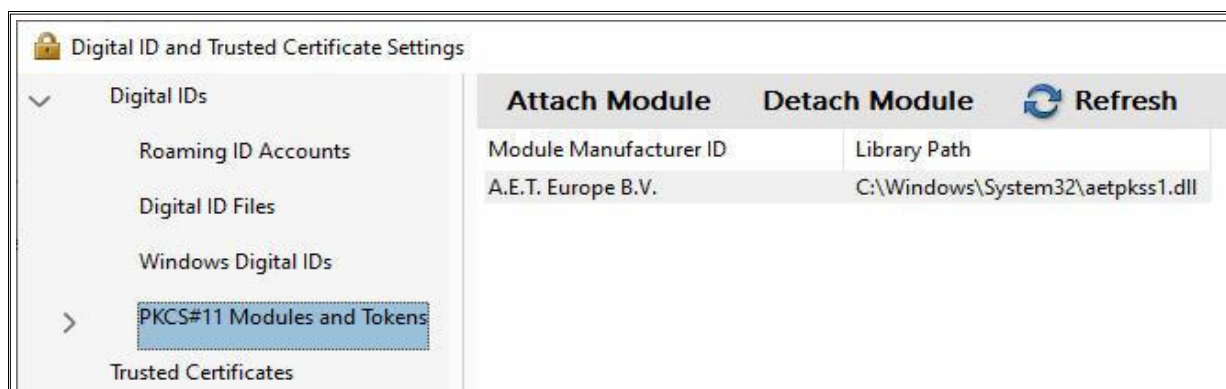 Digital ID and Trusted Certificate Settings
Digital IDs
Roaming ID Accounts
Digital ID Files
Windows Digital IDs
PKCS#11 Modules and Tokens
Trusted Certificates
Attach Module Detach Module Refresh
Module Manufacturer ID Library Path
A.E.T. Europe B.V. C:\Windows\System32\aetpkss1.dll